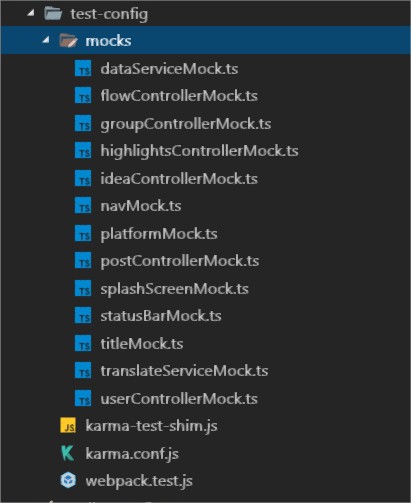 test-config
mocks
TS dataServiceMock.ts
TS flowControllerMock.ts
TS groupControllerMock.ts
TS highlightsControllerMock.ts
TS ideaControllerMock.ts
TS navMock.ts
TS platformMock.ts
TS postControllerMock.ts
TS splashScreenMock.ts
TS statusBarMock.ts
TS titleMock.ts
TS translateServiceMock.ts
TS userControllerMock.ts
JS karma-test-shim.js
karma.conf.js
webpack.test.js